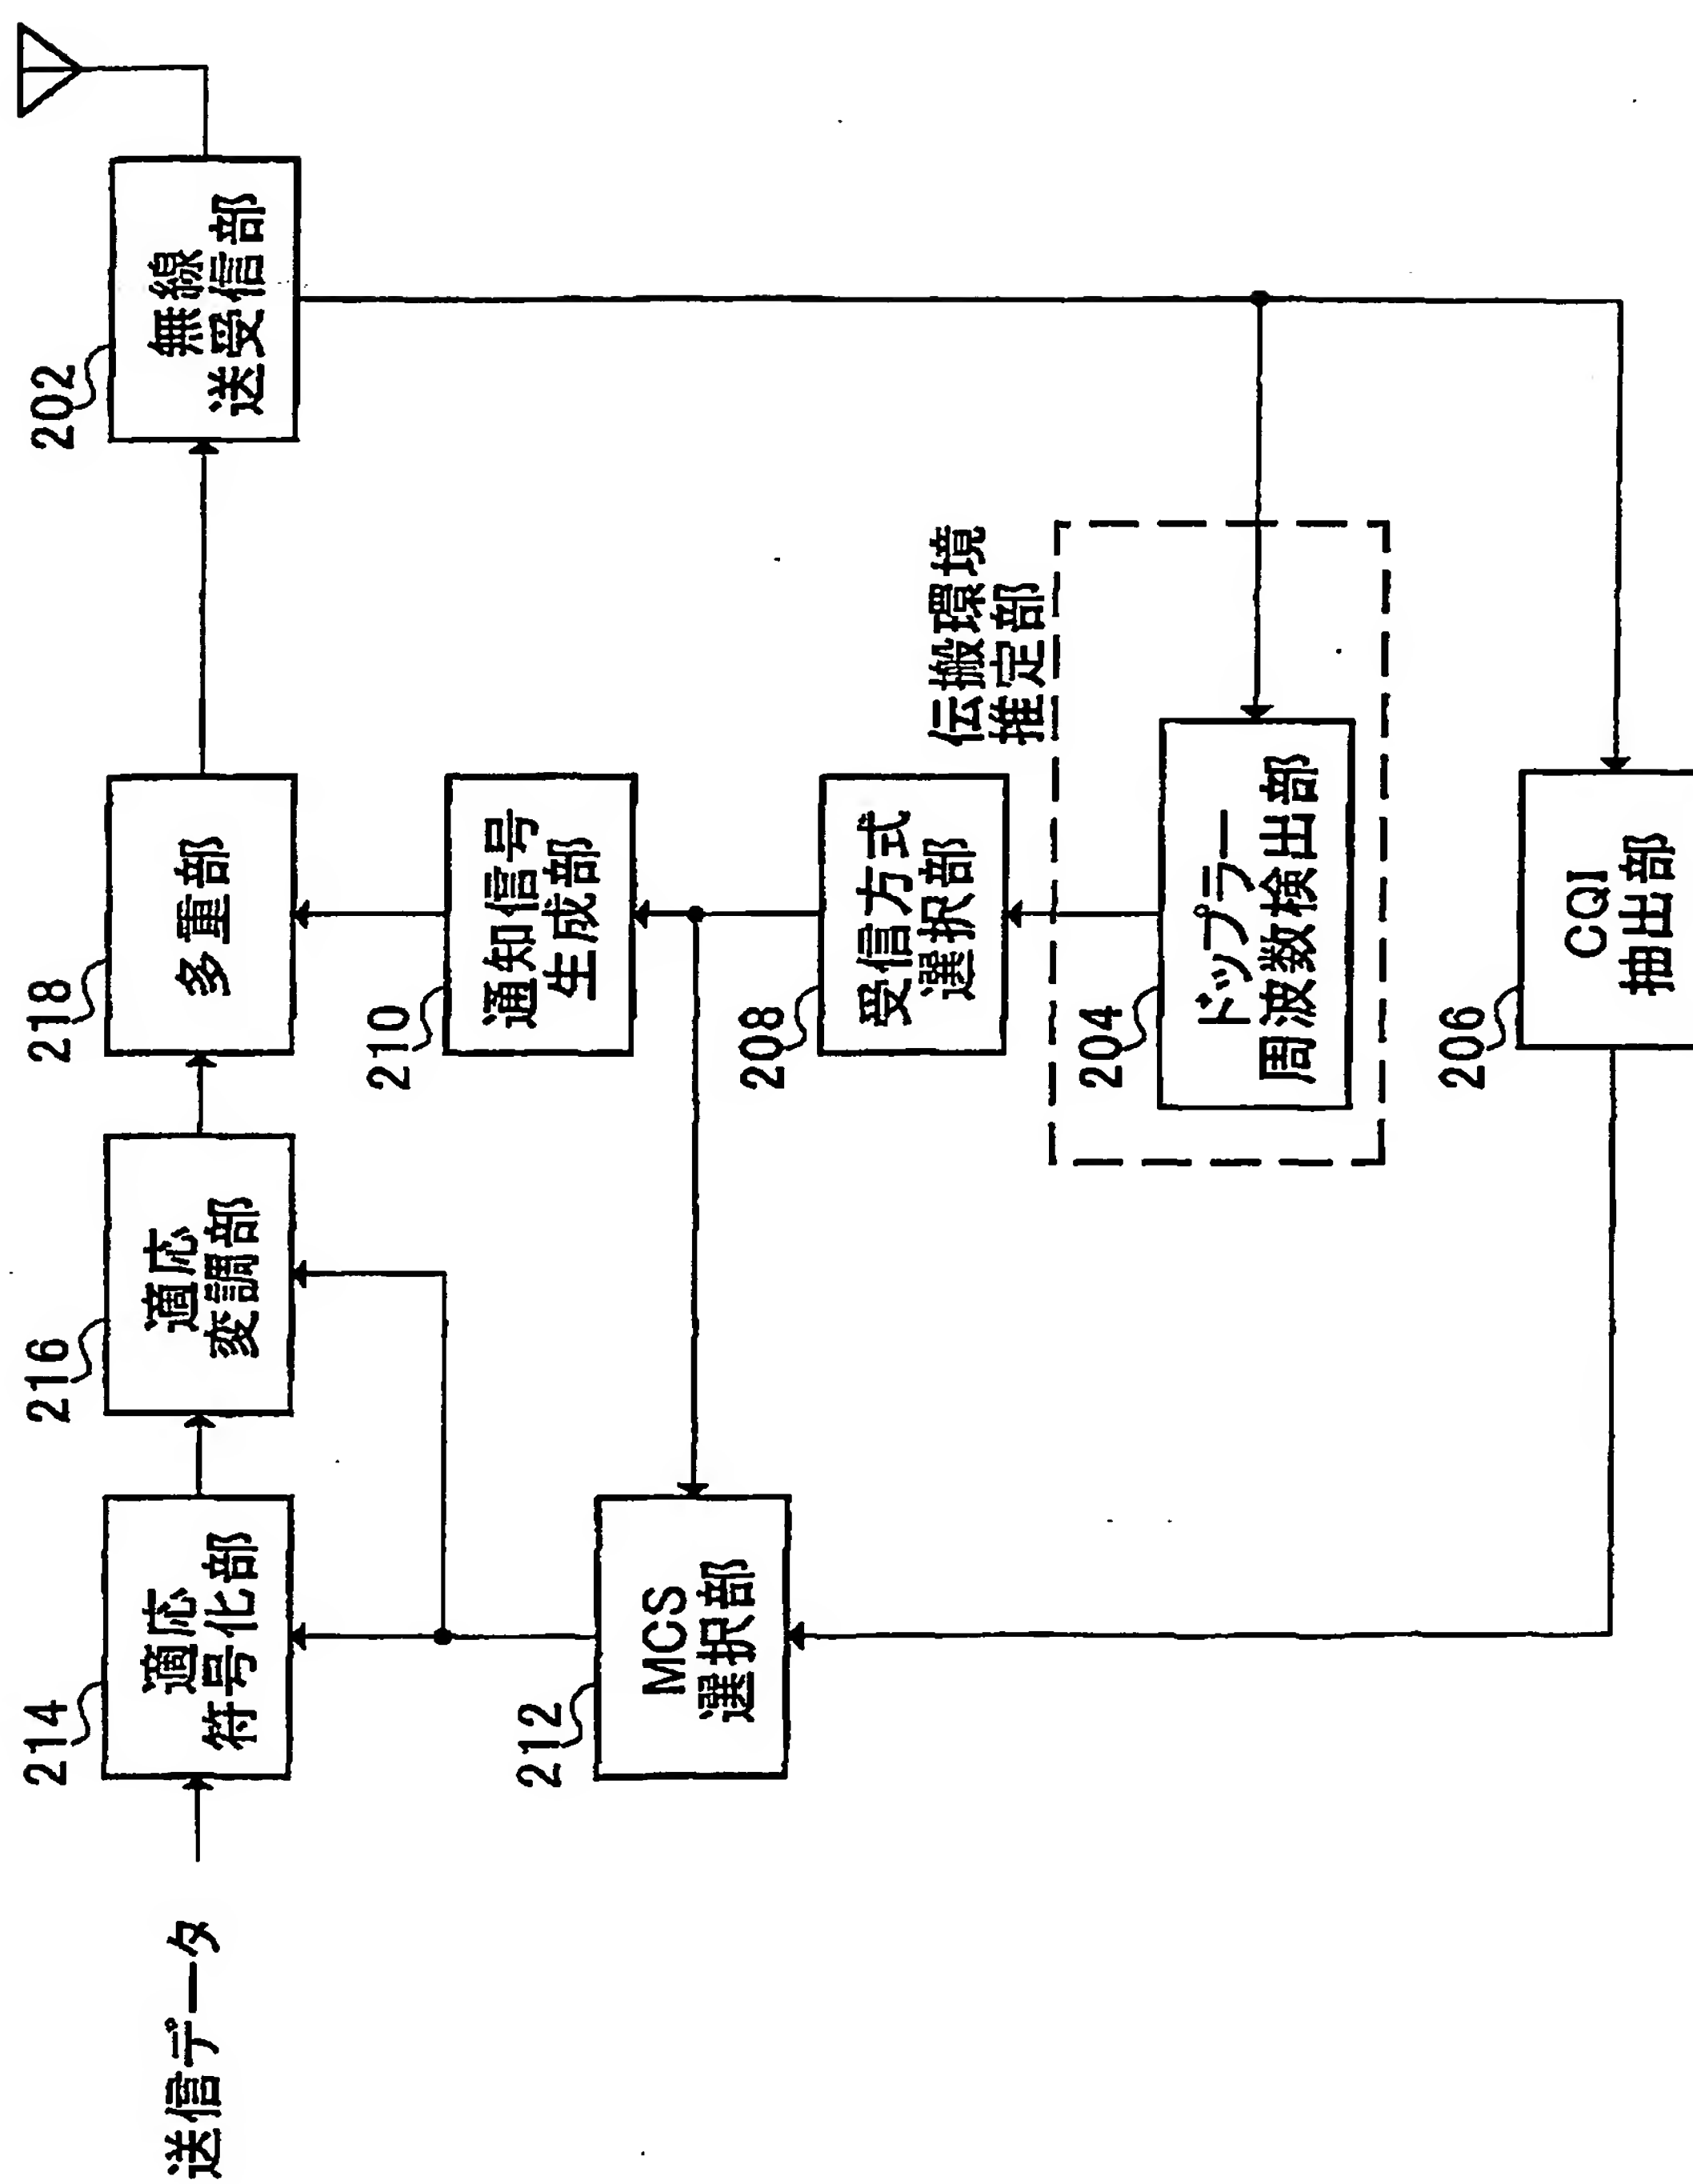 送信データ
214
適応
符号化部
216
適応
変調部
218
多重部
202
無線
送受信部
210
通知信号
生成部
212
MCS
選択部
208
受信方式
選択部
伝搬環境
推定部
204
ドップラー
周波数検出部
206
CQI
抽出部